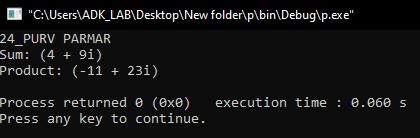 "C:\Users\ADK_LAB\Desktop\New folder\p\bin\Debug\p.exe"
24_PURV PARMAR
Sum: (4 + 9i)
Product: (-11 + 23i)
Process returned 0 (0x0)   execution time : 0.060 s
Press any key to continue.